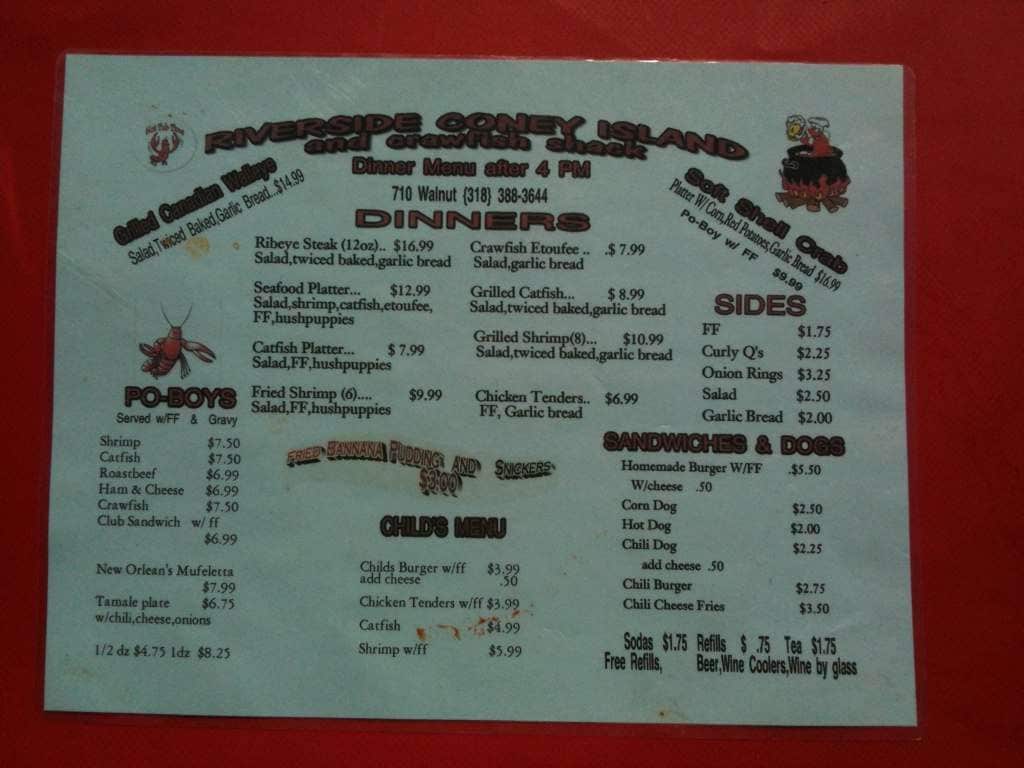 RIVERSIDE CONEY ISLAND
and crawfish shack
Dinner Menu after 4 PM
710 Walnut {318} 388-3644
Grilled Canadian Walleye
Salad,Twiced Baked,Garlic Bread...$14.99
Soft Shell Crab
Platter W/ Corn,Red Potatoes,Garlic Bread $16.99
Po-Boy w/ FF $9.99
DINNERS
Ribeye Steak (12oz).. $16.99
Salad,twiced baked,garlic bread
Seafood Platter... $12.99
Salad,shrimp,catfish,etoufee,
FF,hushpuppies
Catfish Platter... $ 7.99
Salad,FF,hushpuppies
Fried Shrimp (6).... $9.99
Salad,FF,hushpuppies
Crawfish Etoufee .. .$ 7.99
Salad,garlic bread
Grilled Catfish... $ 8.99
Salad,twiced baked,garlic bread
Grilled Shrimp(8)... $10.99
Salad,twiced baked,garlic bread
Chicken Tenders.. $6.99
FF, Garlic bread
SIDES
FF $1.75
Curly Q's $2.25
Onion Rings $3.25
Salad $2.50
Garlic Bread $2.00
PO-BOY'S
Served w/FF & Gravy
Shrimp $7.50
Catfish $7.50
Roastbeef $6.99
Ham & Cheese $6.99
Crawfish $7.50
Club Sandwich w/ ff
$6.99
New Orlean's Mufeletta
$7.99
Tamale plate $6.75
w/chili,cheese,onions
1/2 dz $4.75 1dz $8.25
FRIED BANNANA PUDDING AND SNICKERS
$3.00
CHILD'S MENU
Childs Burger w/ff $3.99
add cheese .50
Chicken Tenders w/ff $3.99
Catfish $4.99
Shrimp w/ff $5.99
SANDWICHES & DOGS
Homemade Burger W/FF .$5.50
W/cheese .50
Corn Dog $2.50
Hot Dog $2.00
Chili Dog $2.25
add cheese .50
Chili Burger $2.75
Chili Cheese Fries $3.50
Sodas $1.75 Refills $ .75 Tea $1.75
Free Refills, Beer,Wine Coolers,Wine by glass